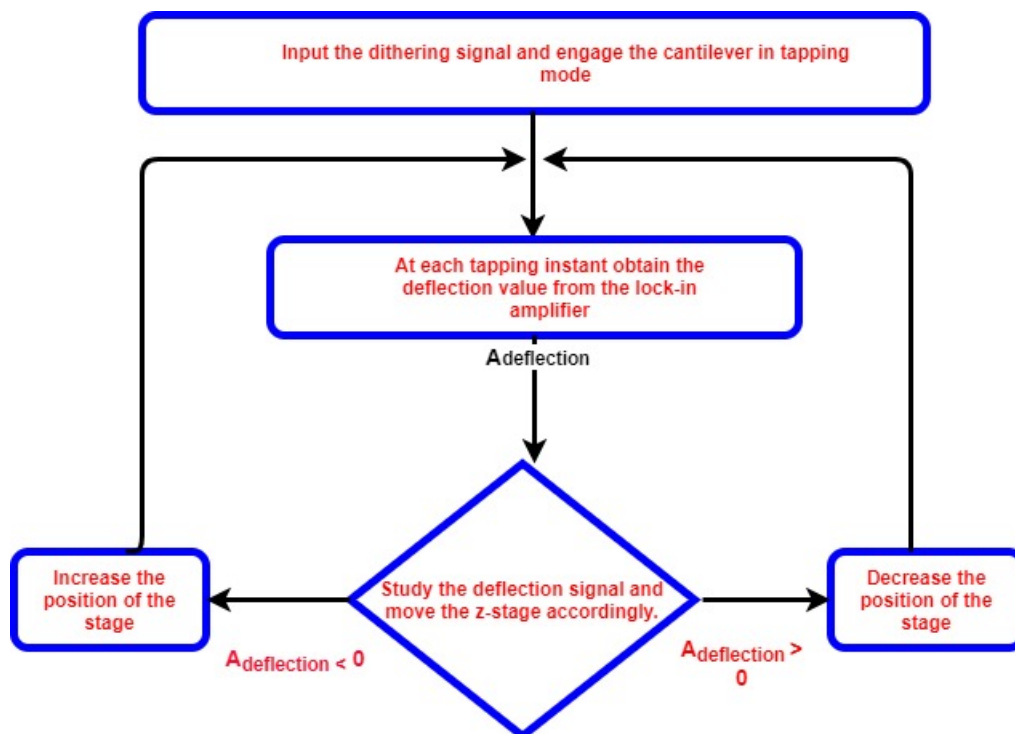 Input the dithering signal and engage the cantilever in tapping
mode
At each tapping instant obtain the
deflection value from the lock-in
amplifier
Adeflection
Study the deflection signal and
move the z-stage accordingly.
Increase the
position of the
stage
Adeflection < 0
Decrease the
position of the
stage
Adeflection >
0